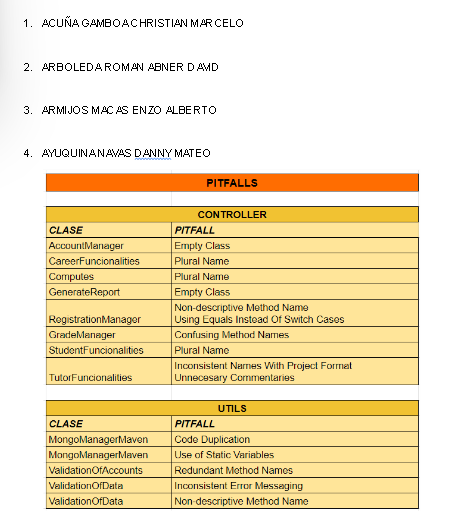 1. ACUÑA GAMBOA CHRISTIAN MARCELO
2. ARBOLEDA ROMAN ABNER DAVID
3. ARMIJOS MACAS ENZO ALBERTO
4. AYUQUINA NAVAS DANNY MATEO
PITFALLS
CONTROLLER
CLASE PITFALL
AccountManager Empty Class
CareerFuncionalities Plural Name
Computes Plural Name
GenerateReport Empty Class
Non-descriptive Method Name
RegistrationManager Using Equals Instead Of Switch Cases
GradeManager Confusing Method Names
StudentFuncionalities Plural Name
Inconsistent Names With Project Format
TutorFuncionalities Unnecesary Commentaries
UTILS
CLASE PITFALL
MongoManagerMaven Code Duplication
MongoManagerMaven Use of Static Variables
ValidationOfAccounts Redundant Method Names
ValidationOfData Inconsistent Error Messaging
ValidationOfData Non-descriptive Method Name